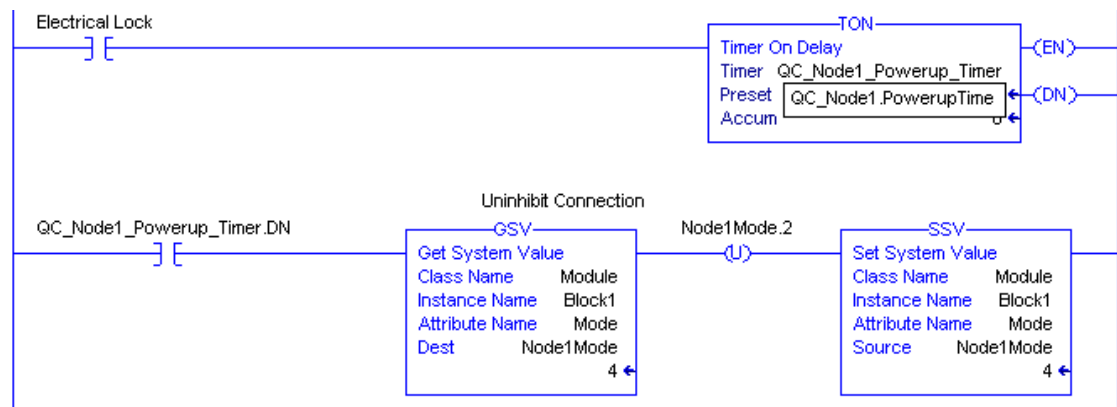 Electrical Lock
TON
Timer On Delay
Timer QC_Node1_Powerup_Timer
Preset QC_Node1.PowerupTime
Accum
(EN)
(DN)
Uninhibit Connection
QC_Node1_Powerup_Timer.DN
GSV
Get System Value
Class Name Module
Instance Name Block1
Attribute Name Mode
Dest Node1Mode
4
Node1Mode.2
(U)
SSV
Set System Value
Class Name Module
Instance Name Block1
Attribute Name Mode
Source Node1Mode
4